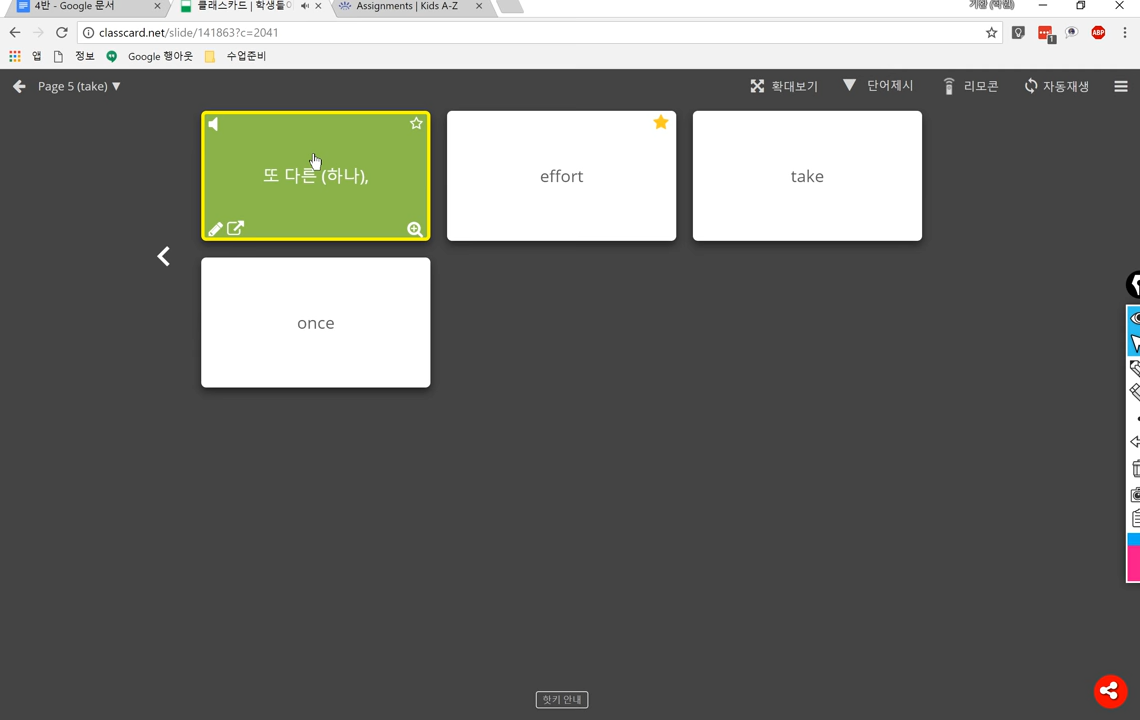 4반 - Google 문서
클래스카드 | 학생들이
Assignments | Kids A-Z
classcard.net/slide/141863?c=2041
1
ABP
앱
정보
Google 행아웃
수업준비
Page 5 (take) ▼
확대보기
단어제시
리모콘
자동재생
또 다른 (하나),
effort
take
once
핫키 안내